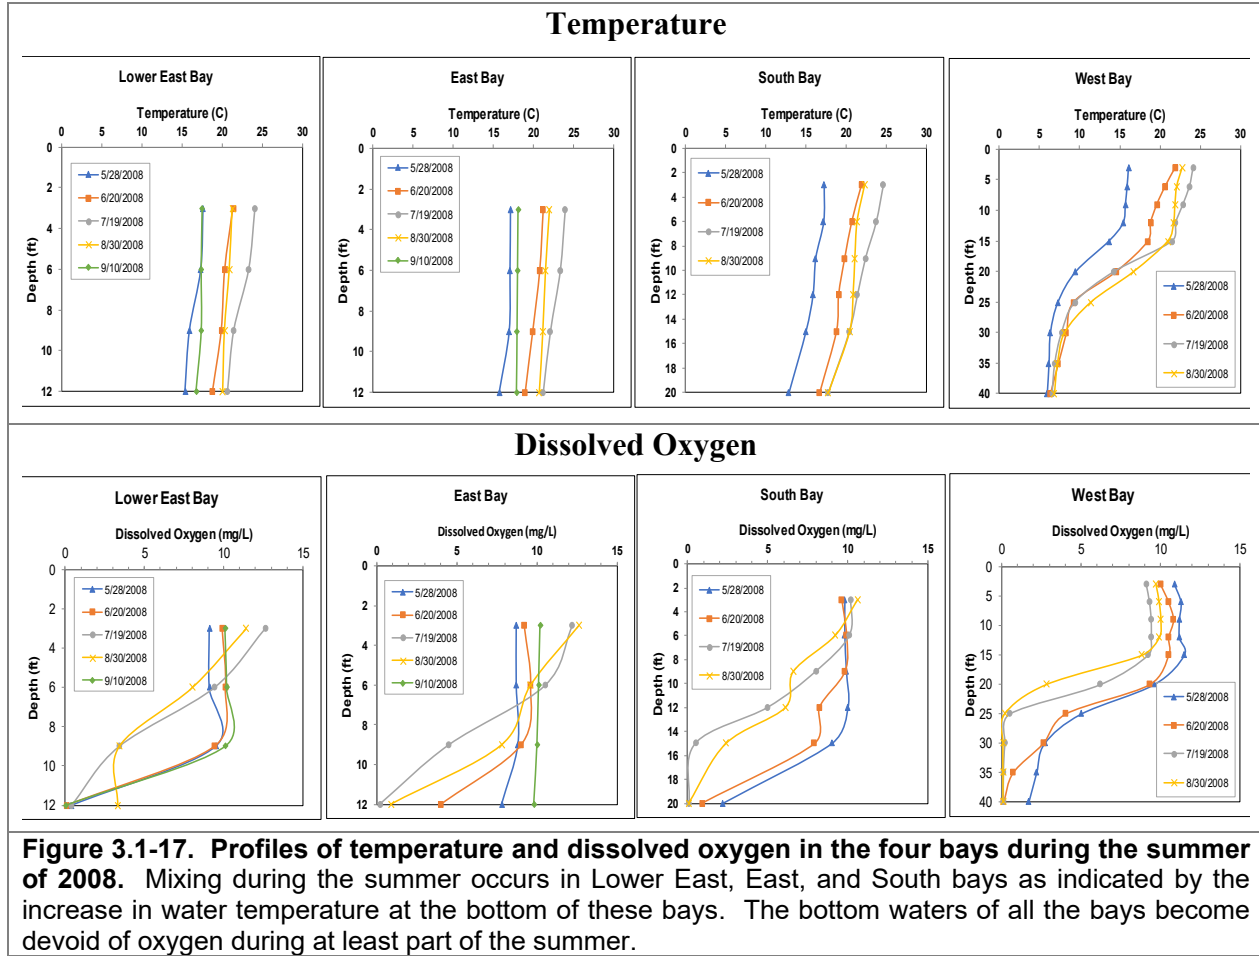 Temperature
Lower East Bay
Temperature (C)
0 5 10 15 20 25 30
0
2
4
6
8
10
12
Depth (ft)
5/28/2008
6/20/2008
7/19/2008
8/30/2008
9/10/2008
East Bay
Temperature (C)
0 5 10 15 20 25 30
0
2
4
6
8
10
12
Depth (ft)
5/28/2008
6/20/2008
7/19/2008
8/30/2008
9/10/2008
South Bay
Temperature (C)
0 5 10 15 20 25 30
0
2
4
6
8
10
12
14
16
18
20
Depth (ft)
5/28/2008
6/20/2008
7/19/2008
8/30/2008
West Bay
Temperature (C)
0 5 10 15 20 25 30
0
5
10
15
20
25
30
35
40
Depth (ft)
5/28/2008
6/20/2008
7/19/2008
8/30/2008
Dissolved Oxygen
Lower East Bay
Dissolved Oxygen (mg/L)
0 5 10 15
0
2
4
6
8
10
12
Depth (ft)
5/28/2008
6/20/2008
7/19/2008
8/30/2008
9/10/2008
East Bay
Dissolved Oxygen (mg/L)
0 5 10 15
0
2
4
6
8
10
12
Depth (ft)
5/28/2008
6/20/2008
7/19/2008
8/30/2008
9/10/2008
South Bay
Dissolved Oxygen (mg/L)
0 5 10 15
0
2
4
6
8
10
12
14
16
18
20
Depth (ft)
5/28/2008
6/20/2008
7/19/2008
8/30/2008
West Bay
Dissolved Oxygen (mg/L)
0 5 10 15
0
5
10
15
20
25
30
35
40
Depth (ft)
5/28/2008
6/20/2008
7/19/2008
8/30/2008
Figure 3.1-17. Profiles of temperature and dissolved oxygen in the four bays during the summer
of 2008. Mixing during the summer occurs in Lower East, East, and South bays as indicated by the
increase in water temperature at the bottom of these bays. The bottom waters of all the bays become
devoid of oxygen during at least part of the summer.